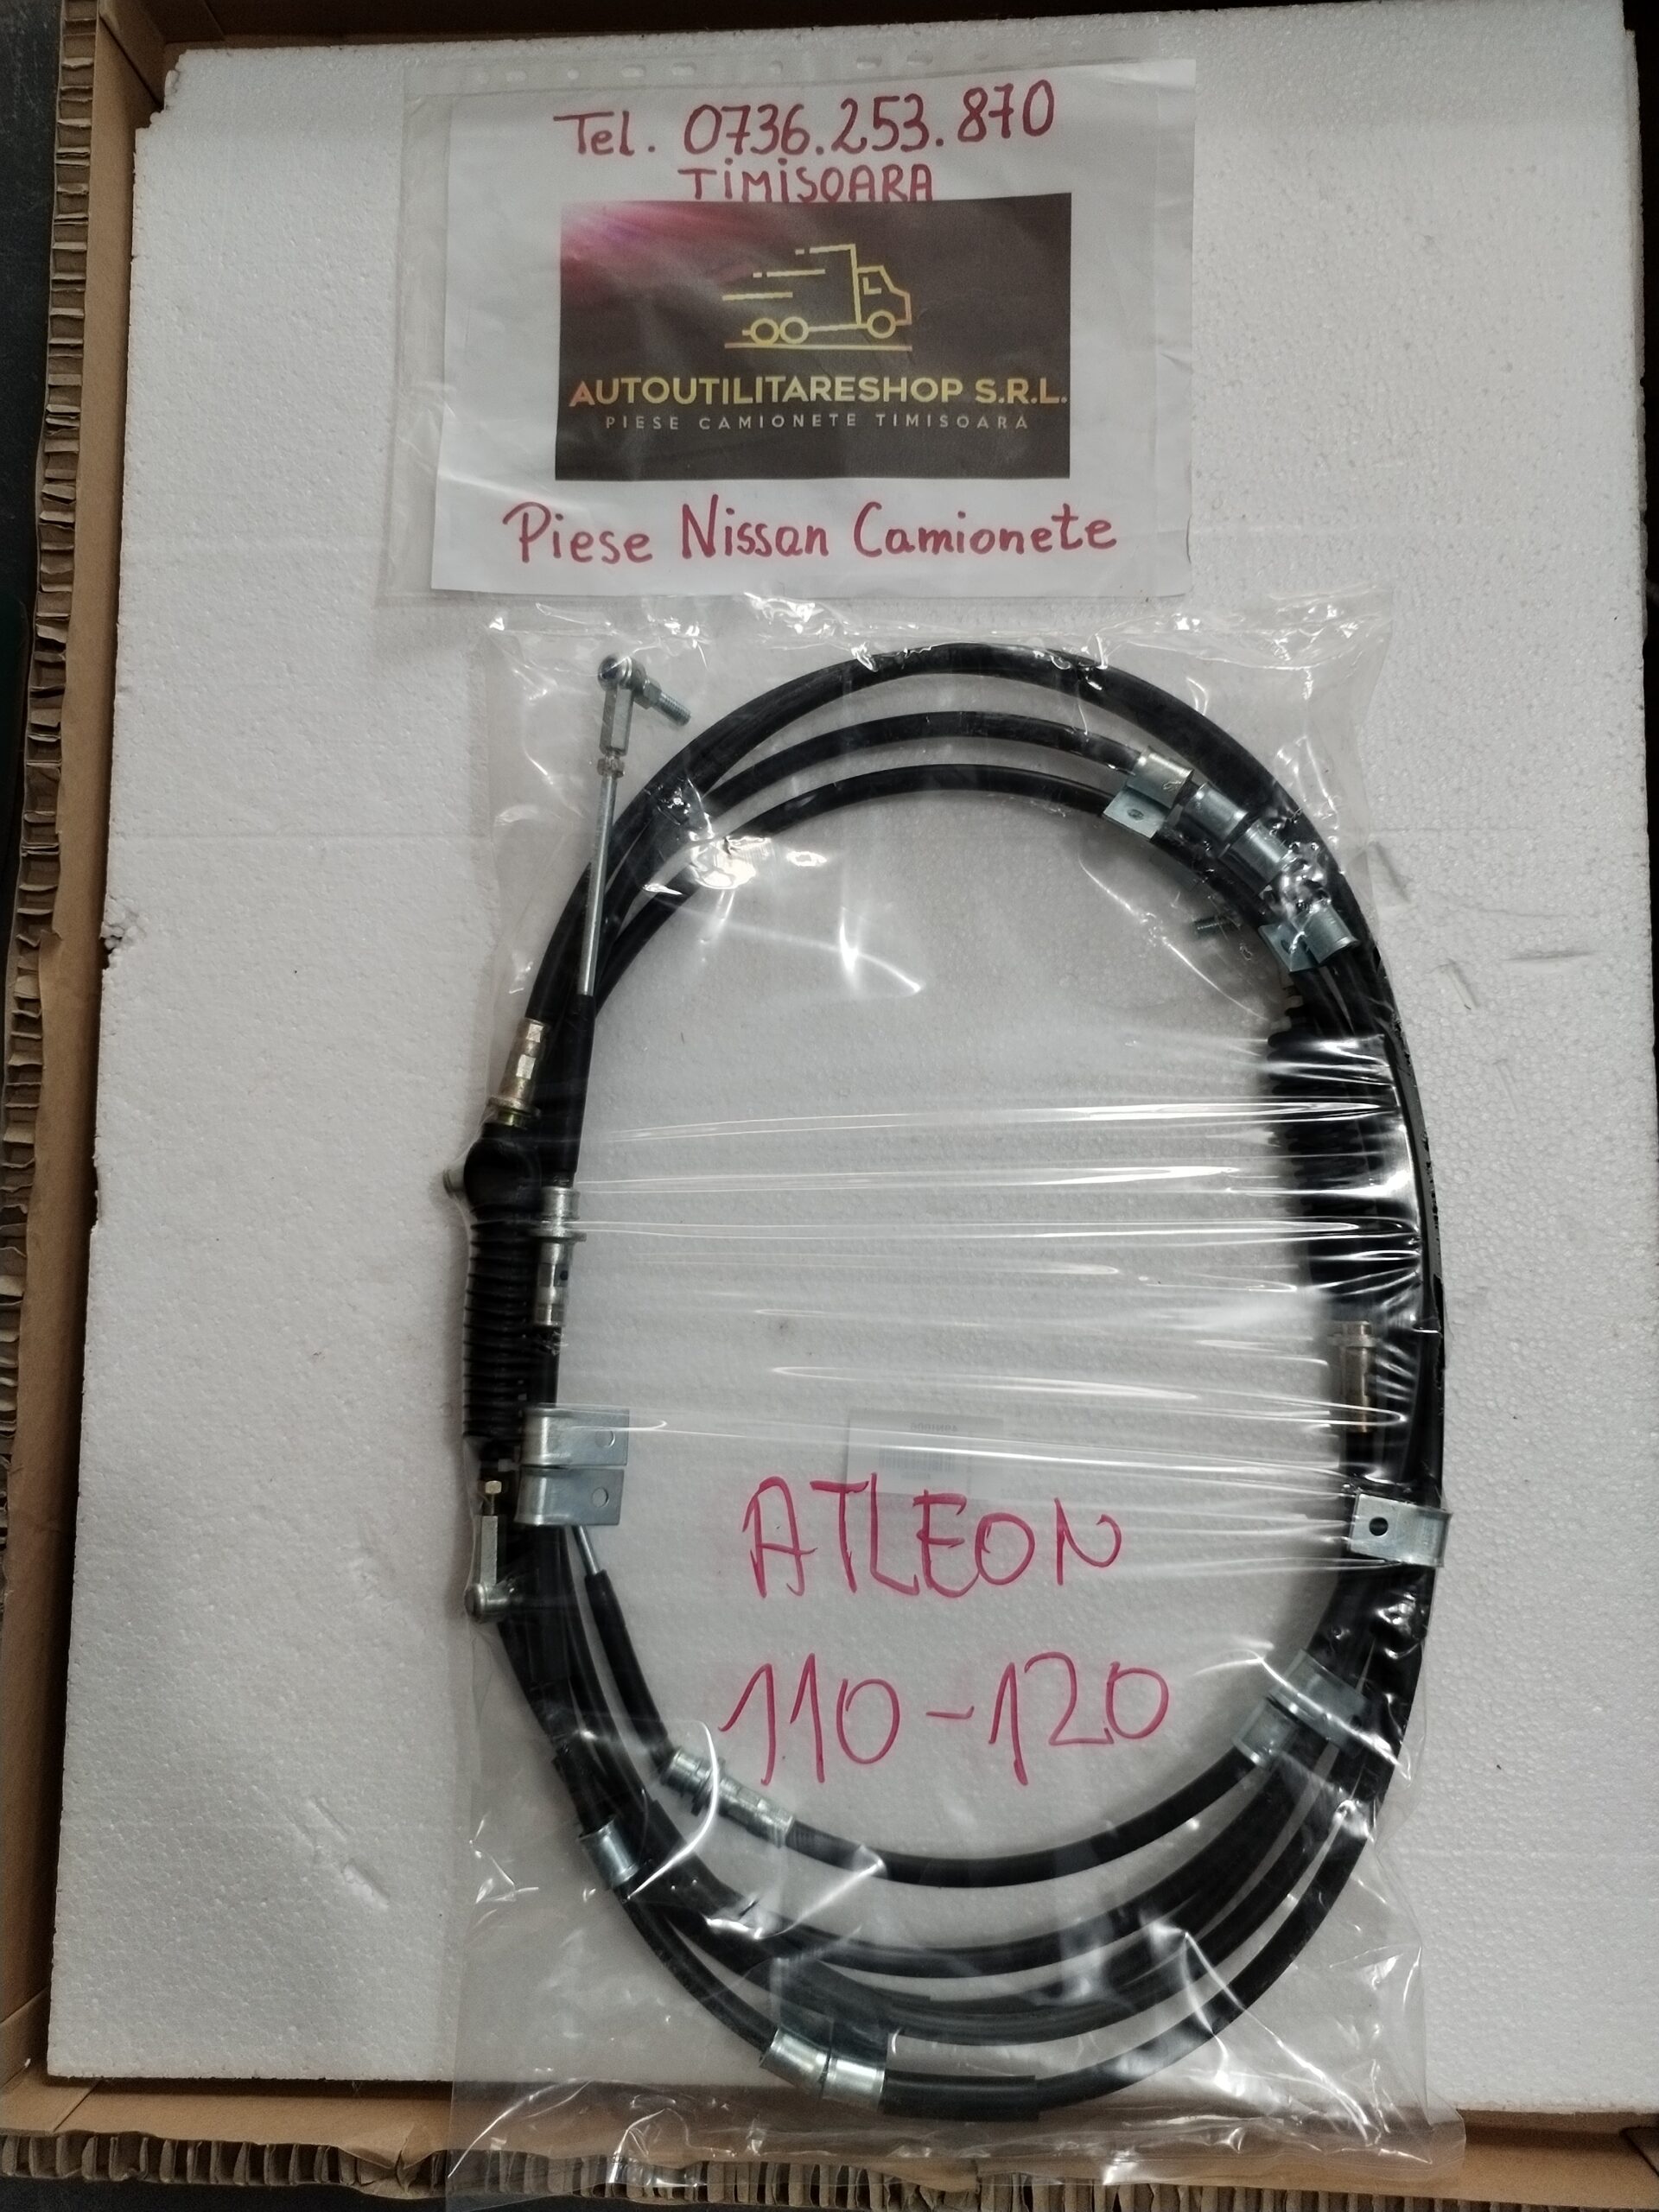 Tel. 0736.253.870
TIMISOARA
AUTOUTILITARESHOP S.R.L.
PIESE CAMIONETE TIMISOARA
Piese Nissan Camionete
ATLEON
110-120